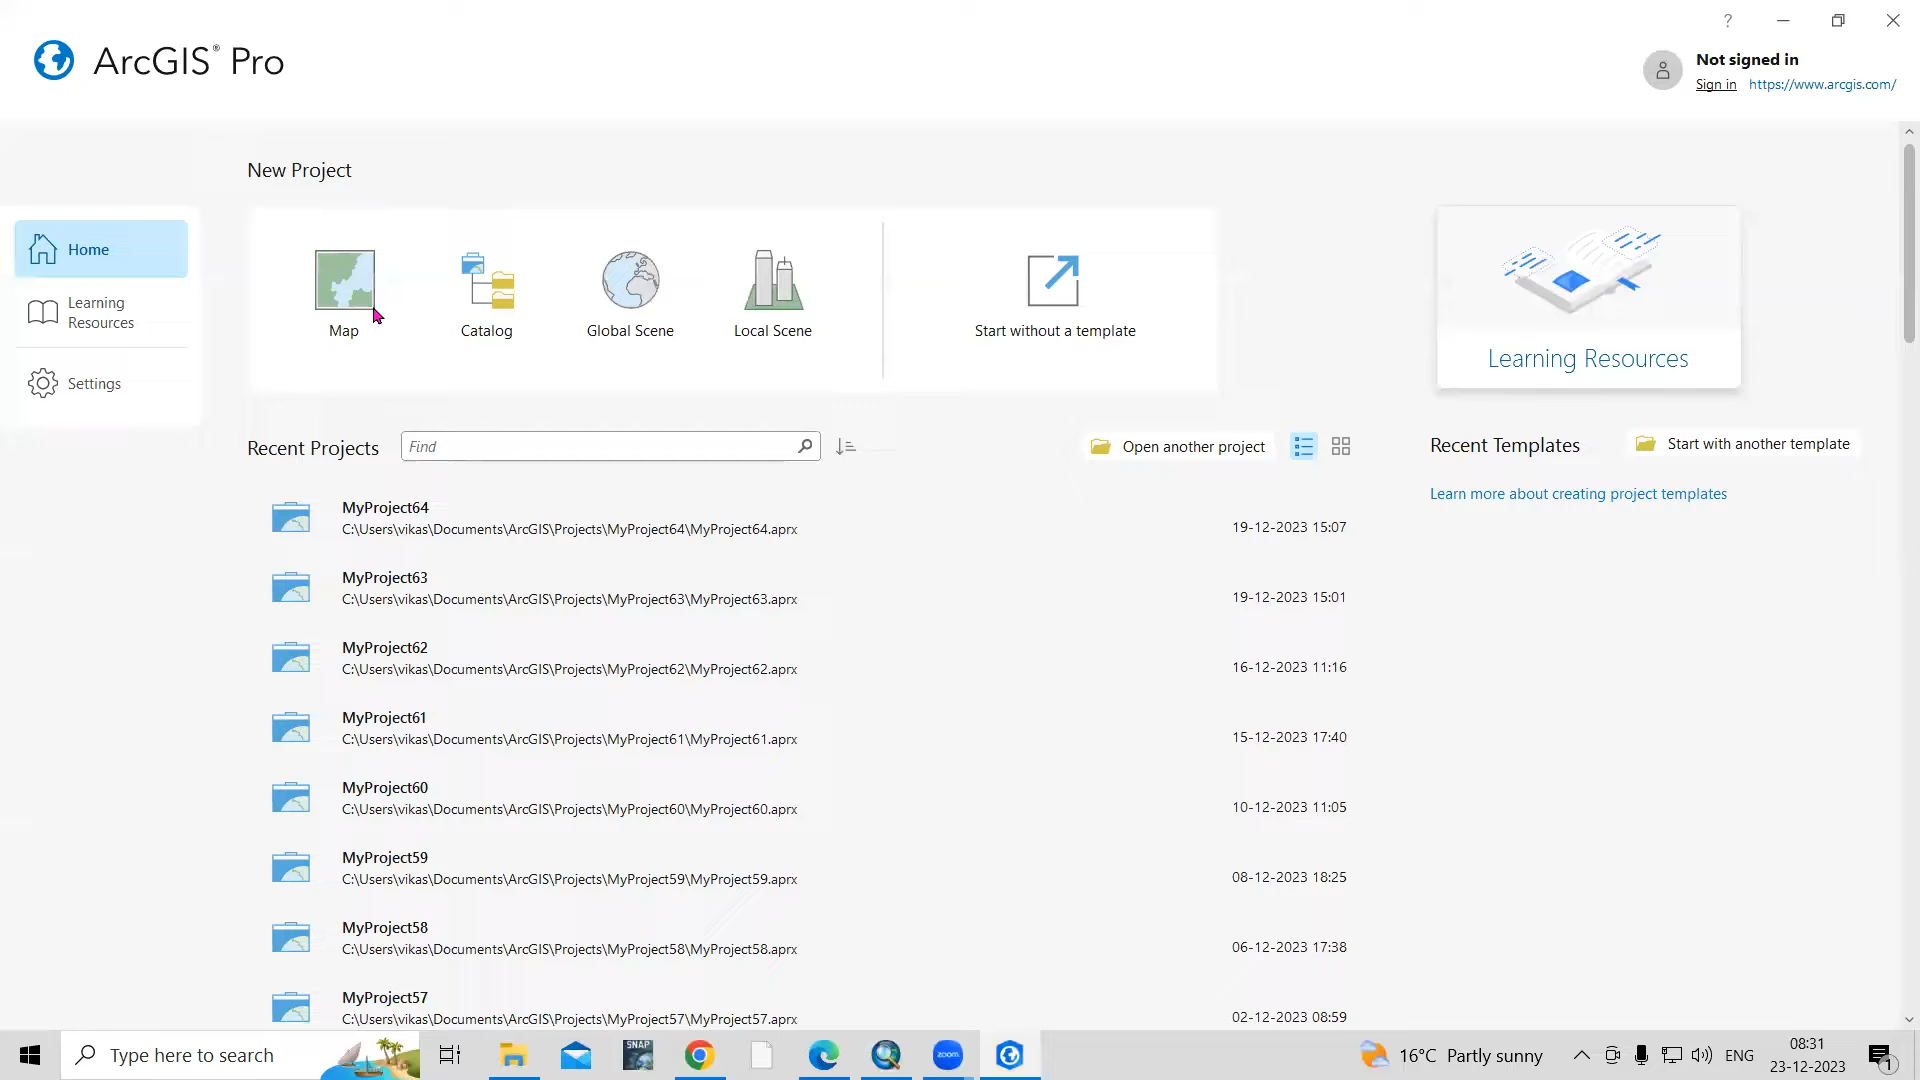 ArcGIS® Pro
?
Not signed in
Sign in https://www.arcgis.com/
New Project
Home
Learning
Resources
Settings
Map
Catalog
Global Scene
Local Scene
Start without a template
Learning Resources
Recent Projects
Find
Open another project
Recent Templates
Start with another template
Learn more about creating project templates
MyProject64
C:\Users\vikas\Documents\ArcGIS\Projects\MyProject64\MyProject64.aprx
19-12-2023 15:07
MyProject63
C:\Users\vikas\Documents\ArcGIS\Projects\MyProject63\MyProject63.aprx
19-12-2023 15:01
MyProject62
C:\Users\vikas\Documents\ArcGIS\Projects\MyProject62\MyProject62.aprx
16-12-2023 11:16
MyProject61
C:\Users\vikas\Documents\ArcGIS\Projects\MyProject61\MyProject61.aprx
15-12-2023 17:40
MyProject60
C:\Users\vikas\Documents\ArcGIS\Projects\MyProject60\MyProject60.aprx
10-12-2023 11:05
MyProject59
C:\Users\vikas\Documents\ArcGIS\Projects\MyProject59\MyProject59.aprx
08-12-2023 18:25
MyProject58
C:\Users\vikas\Documents\ArcGIS\Projects\MyProject58\MyProject58.aprx
06-12-2023 17:38
MyProject57
C:\Users\vikas\Documents\ArcGIS\Projects\MyProject57\MyProject57.aprx
02-12-2023 08:59
Type here to search
SNAP
zoom
16°C Partly sunny
ENG
08:31
23-12-2023
1